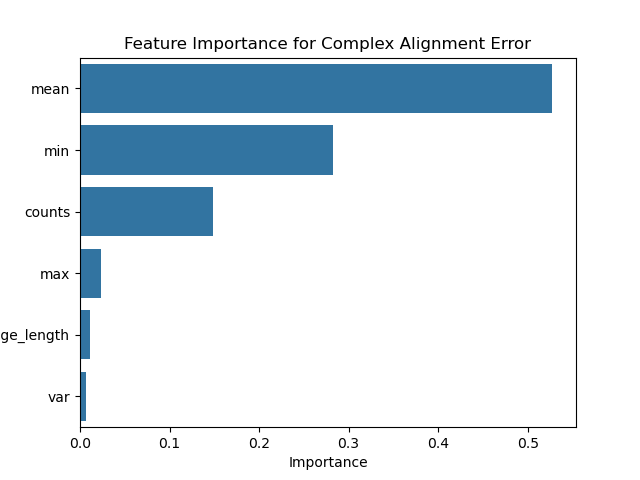 Feature Importance for Complex Alignment Error
mean
min
counts
max
ge_length
var
0.0 0.1 0.2 0.3 0.4 0.5
Importance